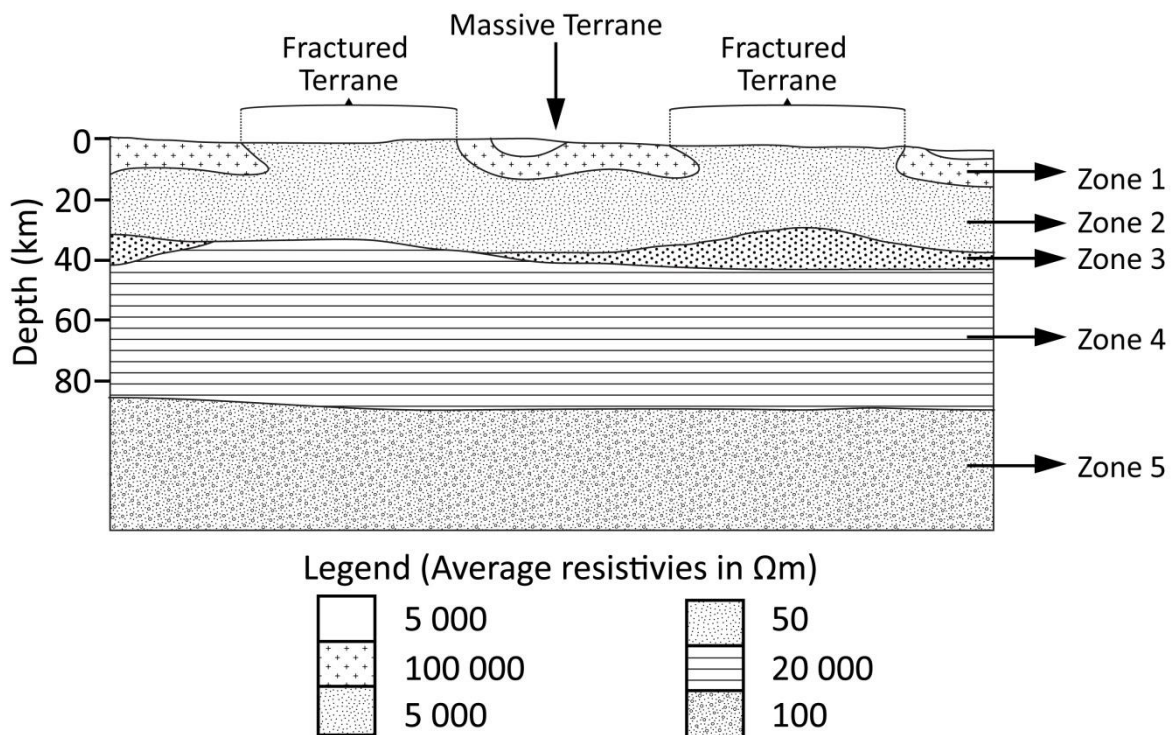 Massive Terrane
Fractured
Terrane
Fractured
Terrane
Depth (km)
0
20
40
60
80
Zone 1
Zone 2
Zone 3
Zone 4
Zone 5
Legend (Average resistivies in Ωm)
5 000
100 000
5 000
50
20 000
100